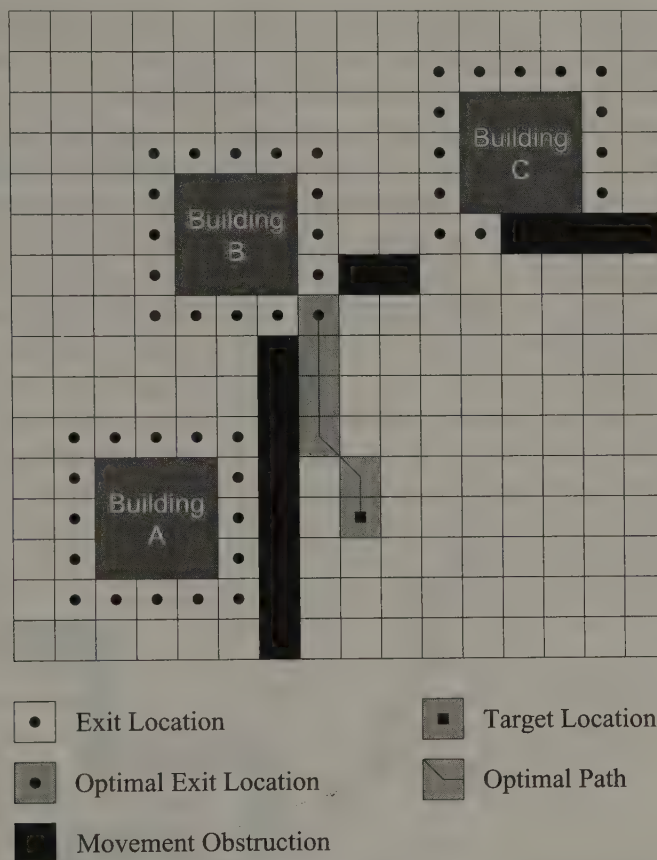 Building
C
Building
B
Building
A
Exit Location
Target Location
Optimal Exit Location
Optimal Path
Movement Obstruction